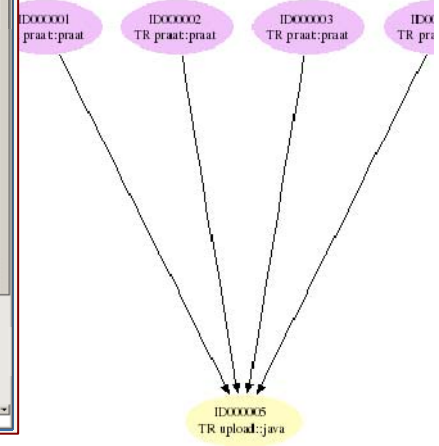 ID000001
praat::praat
ID000002
TR praat::praat
ID000003
TR praat::praat
ID000005
TR upload::java